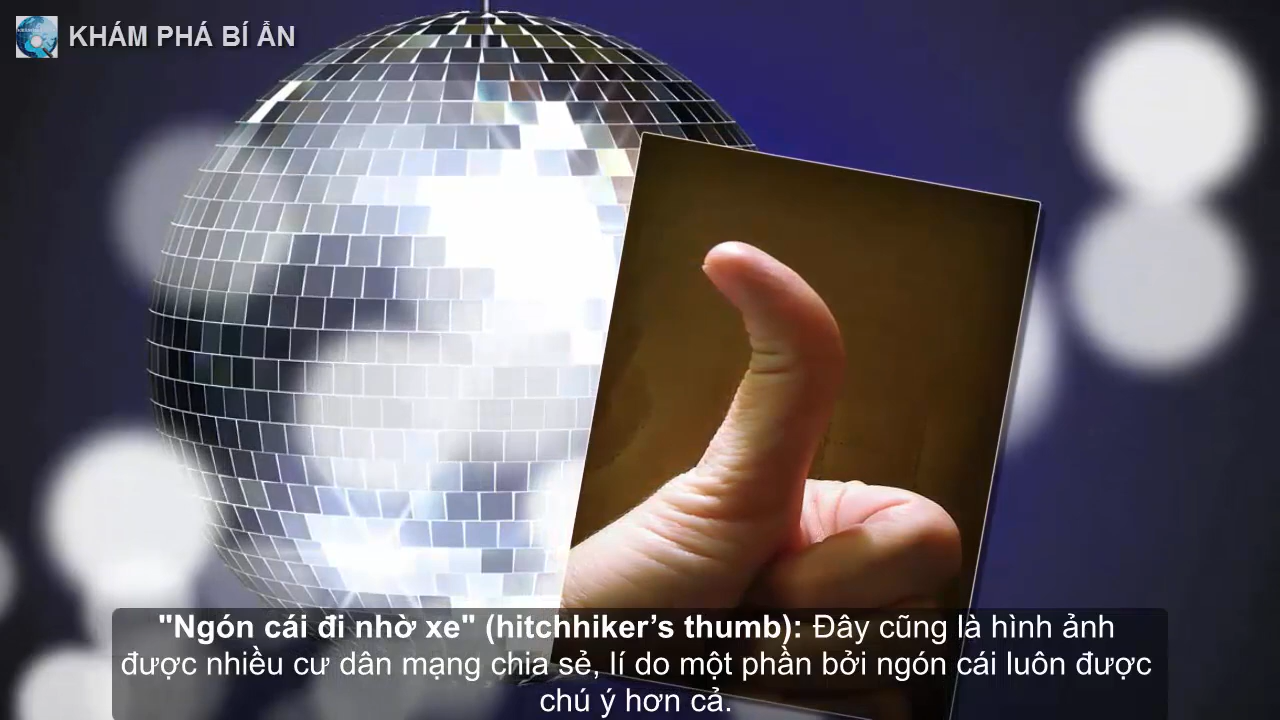 KHÁM PHÁ BÍ ẨN
"Ngón cái đi nhờ xe" (hitchhiker’s thumb): Đây cũng là hình ảnh
được nhiều cư dân mạng chia sẻ, lí do một phần bởi ngón cái luôn được
chú ý hơn cả.